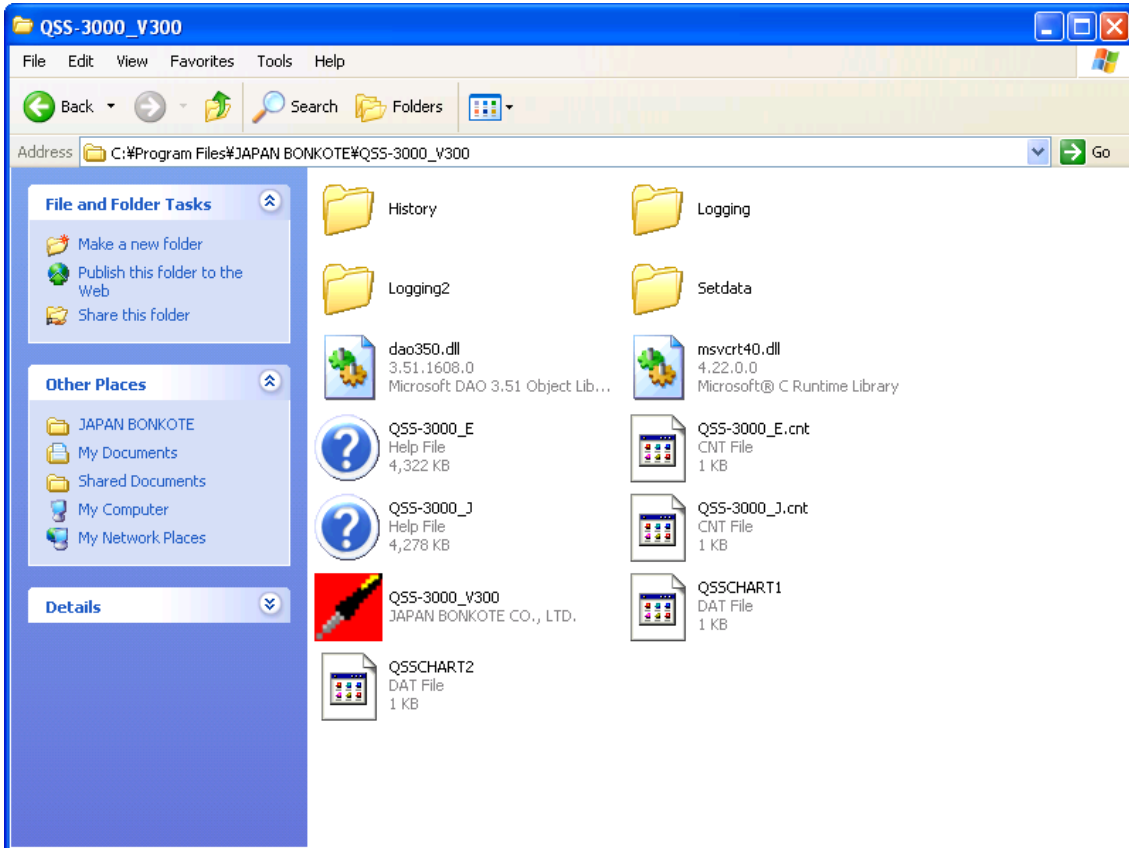 QSS-3000_V300
File Edit View Favorites Tools Help
Back Search Folders
Address C:¥Program Files¥JAPAN BONKOTE¥QSS-3000_V300 Go
File and Folder Tasks
Make a new folder
Publish this folder to the
Web
Share this folder
Other Places
JAPAN BONKOTE
My Documents
Shared Documents
My Computer
My Network Places
Details
History
Logging
Logging2
Setdata
dao350.dll
3.51.1608.0
Microsoft DAO 3.51 Object Lib...
msvcrt40.dll
4.22.0.0
Microsoft® C Runtime Library
QSS-3000_E
Help File
4,322 KB
QSS-3000_E.cnt
CNT File
1 KB
QSS-3000_J
Help File
4,278 KB
QSS-3000_J.cnt
CNT File
1 KB
QSS-3000_V300
JAPAN BONKOTE CO., LTD.
QSSCHART1
DAT File
1 KB
QSSCHART2
DAT File
1 KB